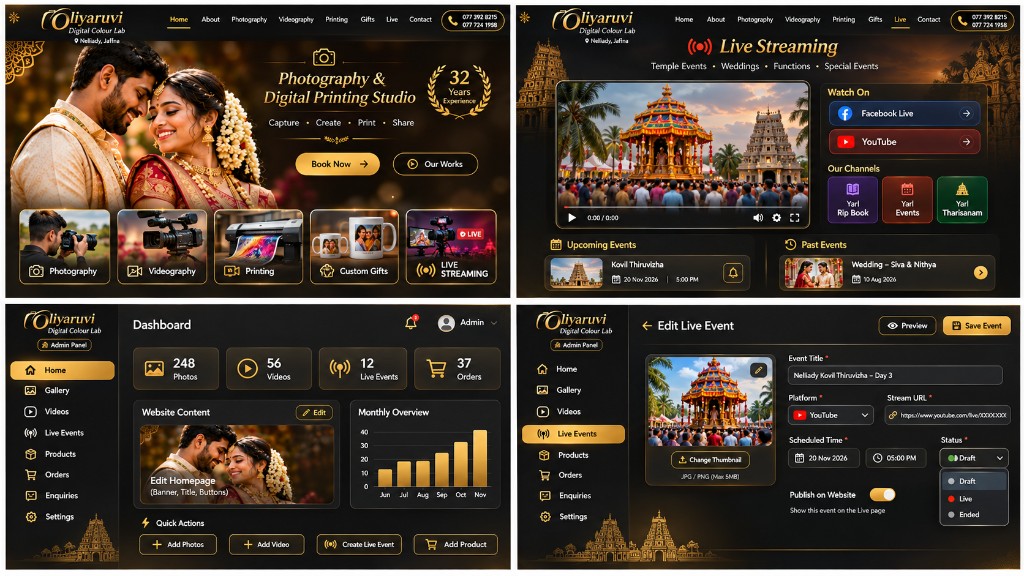 Oliyaruvi
Digital Colour Lab
Nelliady, Jaffna
Home About Photography Videography Printing Gifts Live Contact
077 392 8215
077 724 1958
Photography &
Digital Printing Studio
32
Years
Experience
Capture • Create • Print • Share
Book Now
Our Works
Photography
Videography
Printing
Custom Gifts
LIVE
LIVE
STREAMING
Oliyaruvi
Digital Colour Lab
Nelliady, Jaffna
Home About Photography Videography Printing Gifts Live Contact
077 392 8215
077 724 1958
Live Streaming
Temple Events • Weddings • Functions • Special Events
0:00 / 0:00
Watch On
Facebook Live
YouTube
Our Channels
Yarl
Rip Book
Yarl
Events
Yarl
Tharisanam
Upcoming Events
Kovil Thiruvizha
20 Nov 2026 | 5:00 PM
Past Events
Wedding – Siva & Nithya
10 Aug 2026
Oliyaruvi
Digital Colour Lab
Admin Panel
Home
Gallery
Videos
Live Events
Products
Orders
Enquiries
Settings
Dashboard
Admin
248
Photos
56
Videos
12
Live Events
37
Orders
Website Content
Edit
Edit Homepage
(Banner, Title, Buttons)
Monthly Overview
40
30
20
10
0
Jun Jul Aug Sep Oct Nov
Quick Actions
+ Add Photos
+ Add Video
Create Live Event
Add Product
Oliyaruvi
Digital Colour Lab
Admin Panel
Home
Gallery
Videos
Live Events
Products
Orders
Enquiries
Settings
Edit Live Event
Preview
Save Event
Change Thumbnail
JPG / PNG (Max 5MB)
Event Title *
Nelliady Kovil Thiruvizha – Day 3
Platform *
YouTube
Stream URL *
https://www.youtube.com/live/XXXXXXX
Scheduled Time *
20 Nov 2026
05:00 PM
Status *
Draft
Draft
Live
Ended
Publish on Website
Show this event on the Live page